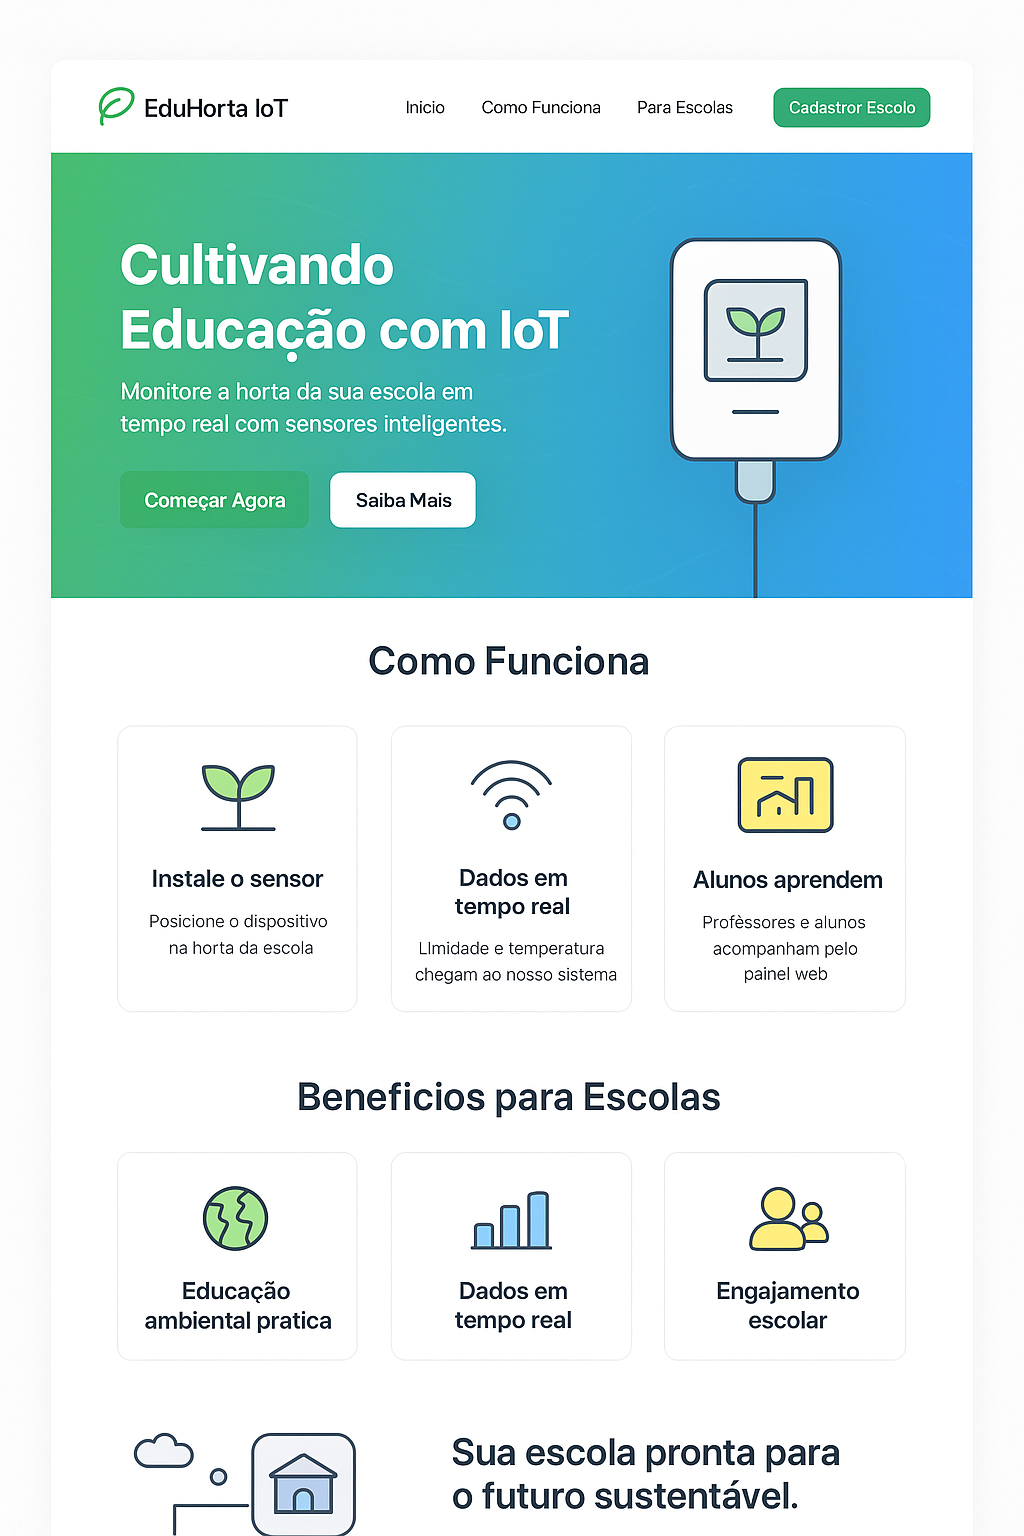 EduHorta IoT
Inicio
Como Funciona
Para Escolas
Cadastror Escolo
Cultivando
Educação com IoT
Monitore a horta da sua escola em
tempo real com sensores inteligentes.
Começar Agora
Saiba Mais
Como Funciona
Instale o sensor
Posicione o dispositivo
na horta da escola
Dados em
tempo real
LImidade e temperatura
chegam ao nosso sistema
Alunos aprendem
Profèssores e alunos
acompanham pelo
painel web
Beneficios para Escolas
Educação
ambiental pratica
Dados em
tempo real
Engajamento
escolar
Sua escola pronta para
o futuro sustentável.